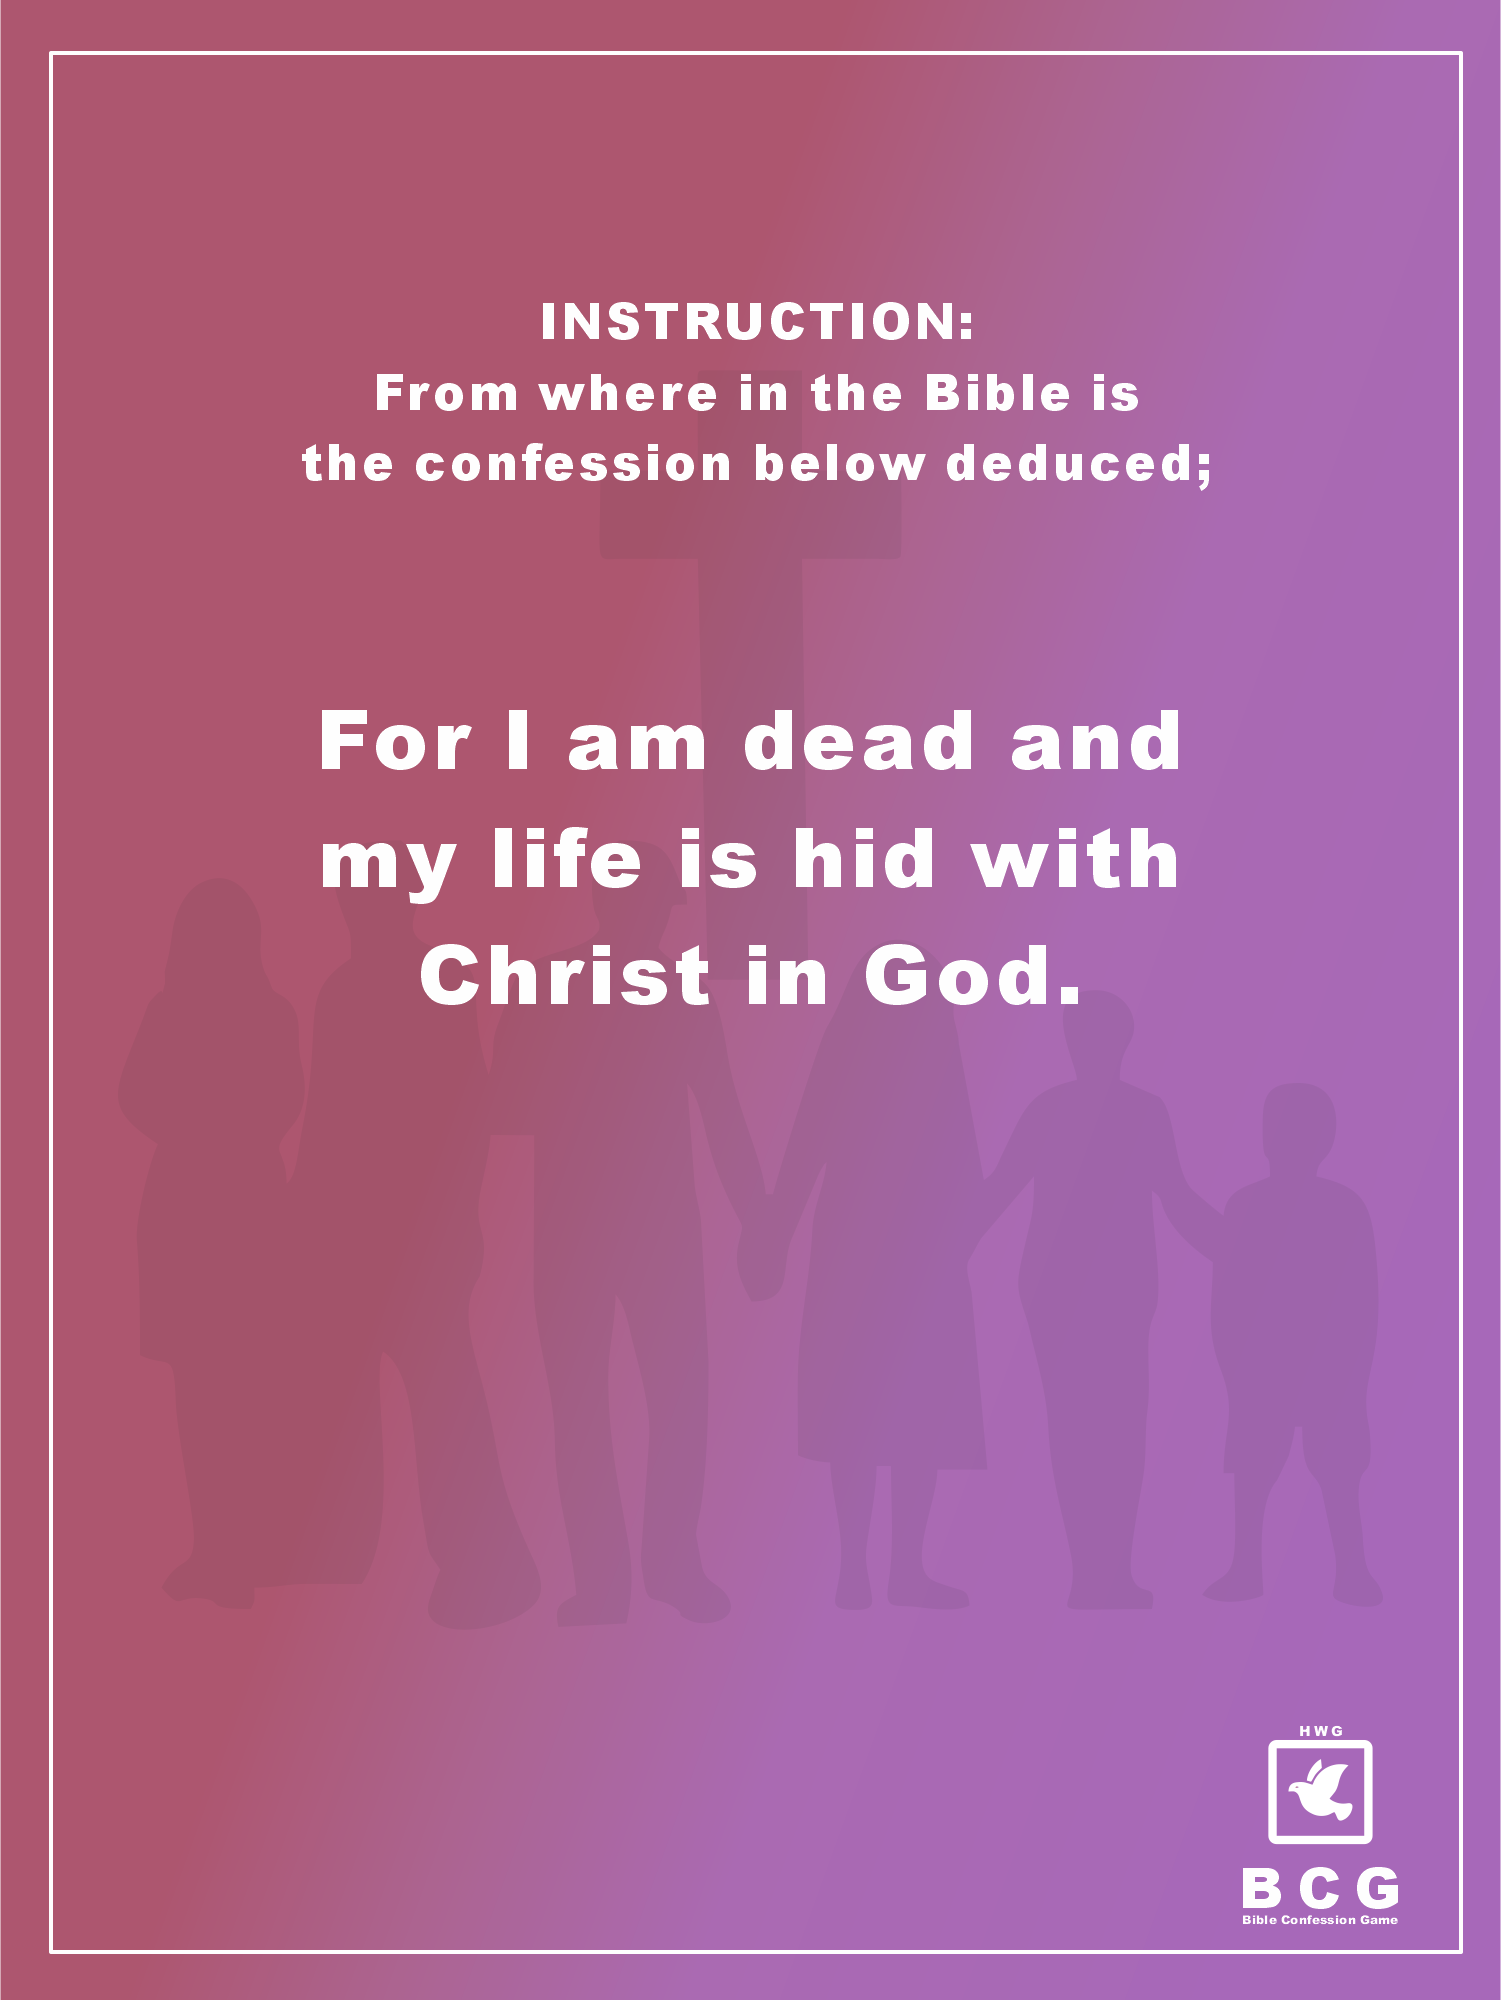 INSTRUCTION:
From where in the Bible is
the confession below deduced;
For I am dead and
my life is hid with
Christ in God.
HWG
BCG
Bible Confession Game